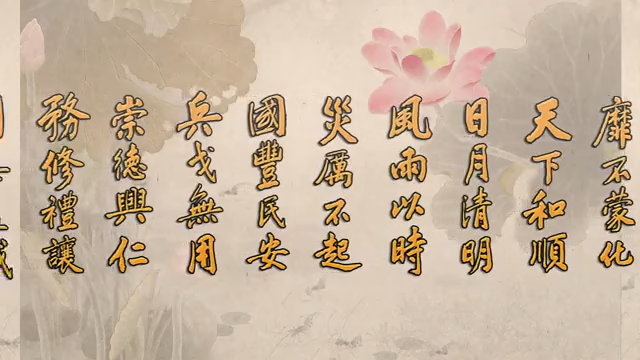 靡不蒙化
天下和順
日月清明
風雨以時
災厲不起
國豐民安
兵戈無用
崇德興仁
務修禮讓